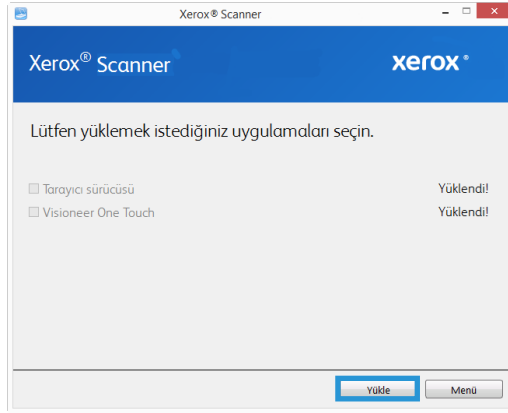 Xerox® Scanner
Xerox® Scanner
xerox®
Lütfen yüklemek istediğiniz uygulamaları seçin.
Tarayıcı sürücüsü Yüklendi!
Visioneer One Touch Yüklendi!
Yükle Menü